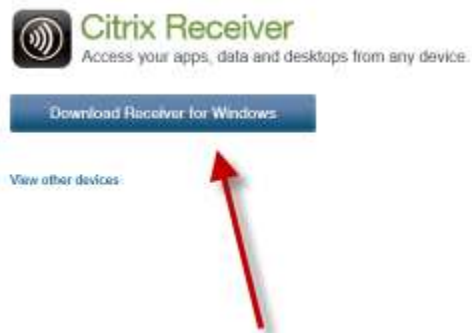 Citrix Receiver
Access your apps, data and desktops from any device.
Download Receiver for Windows
View other devices